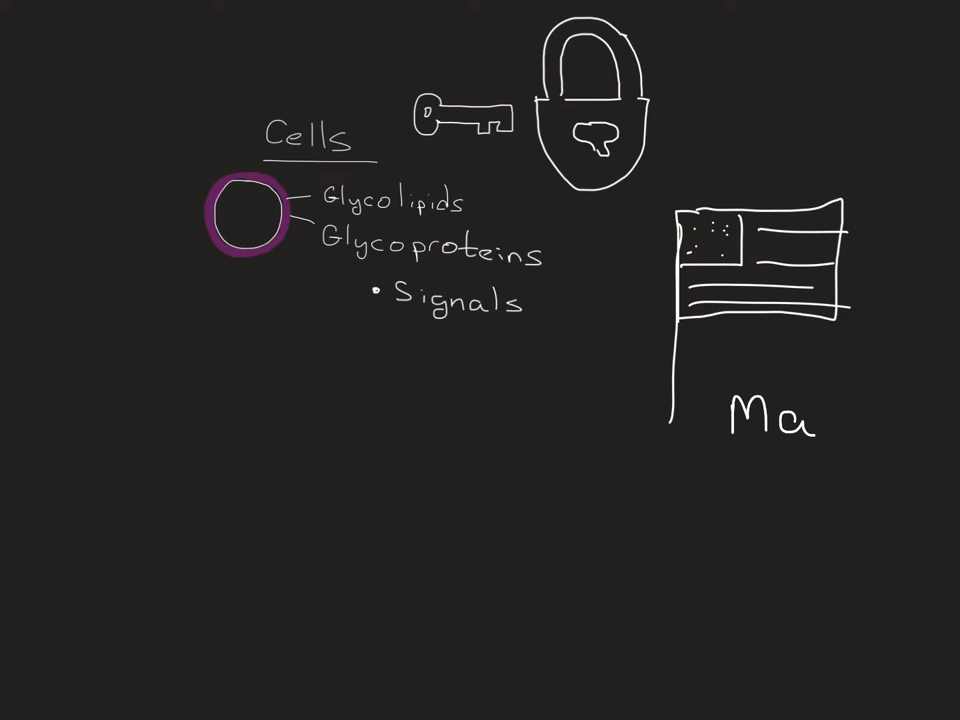 Cells
Glycolipids
Glycoproteins
• Signals
Ma